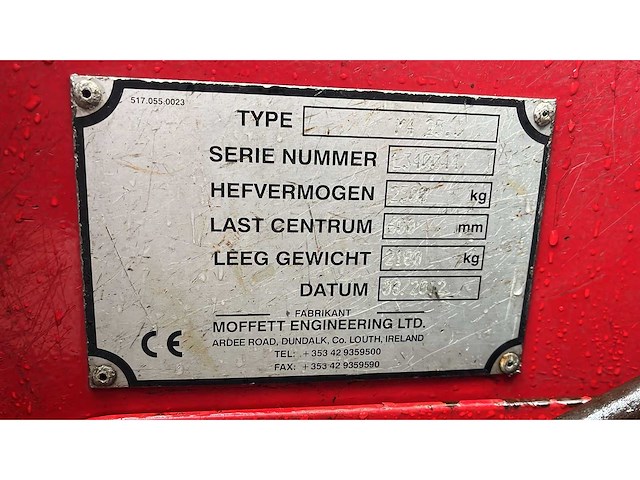 517.055.0023
TYPE
SERIE NUMMER
HEFVERMOGEN kg
LAST CENTRUM mm
LEEG GEWICHT 2180 kg
DATUM
FABRIKANT
MOFFETT ENGINEERING LTD.
ARDEE ROAD, DUNDALK, Co. LOUTH, IRELAND
TEL: +353 42 9359500
FAX: +353 42 9359590
CE